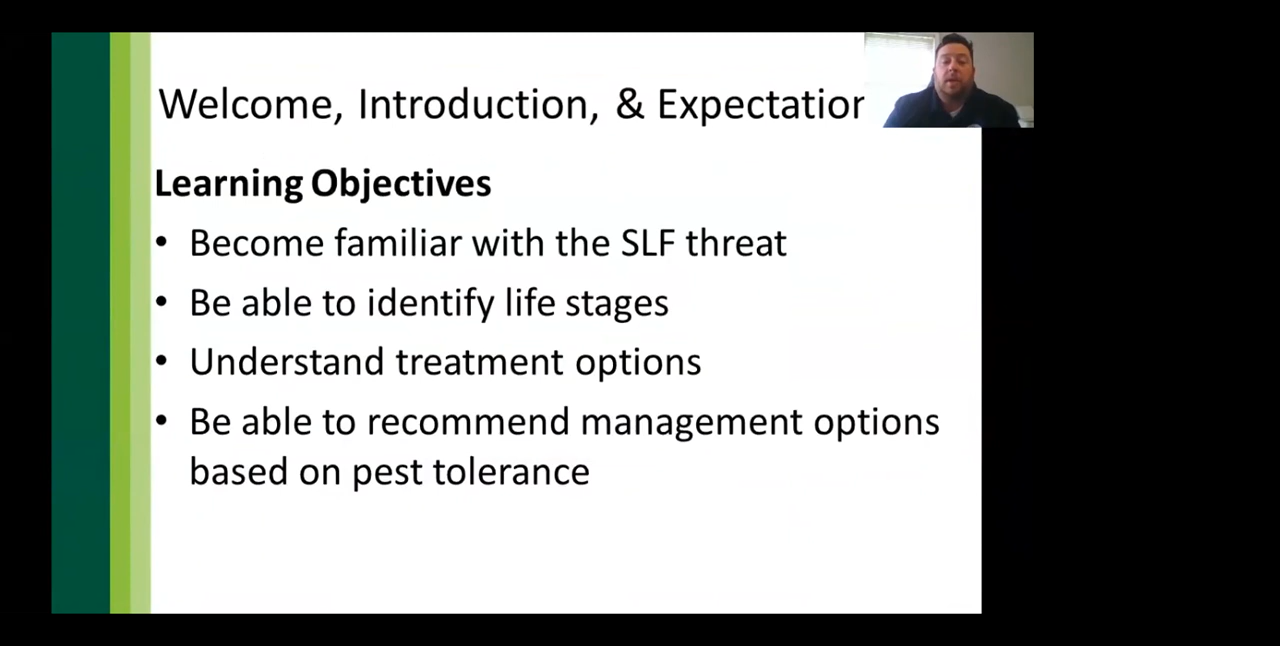 Welcome, Introduction, & Expectation
Learning Objectives
• Become familiar with the SLF threat
• Be able to identify life stages
• Understand treatment options
• Be able to recommend management options
based on pest tolerance